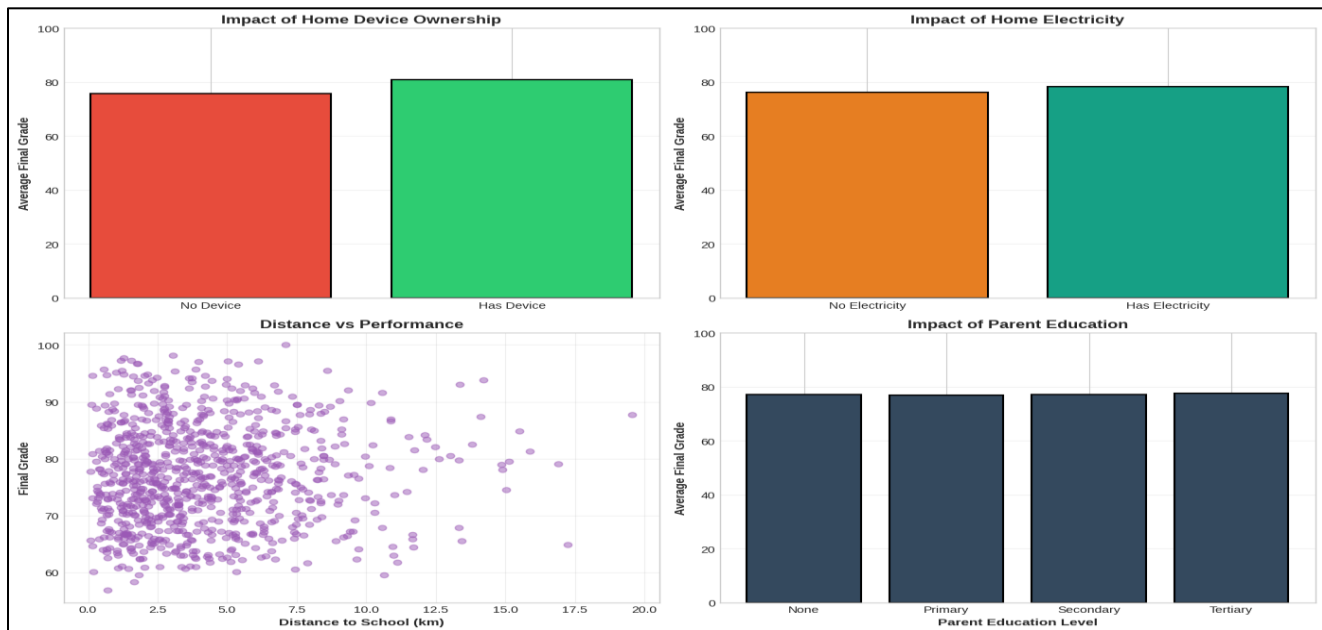 Impact of Home Device Ownership
100
80
60
40
20
0
Average Final Grade
No Device
Has Device
Impact of Home Electricity
100
80
60
40
20
0
Average Final Grade
No Electricity
Has Electricity
Distance vs Performance
100
90
80
70
60
Final Grade
0.0 2.5 5.0 7.5 10.0 12.5 15.0 17.5 20.0
Distance to School (km)
Impact of Parent Education
100
80
60
40
20
0
Average Final Grade
None Primary Secondary Tertiary
Parent Education Level